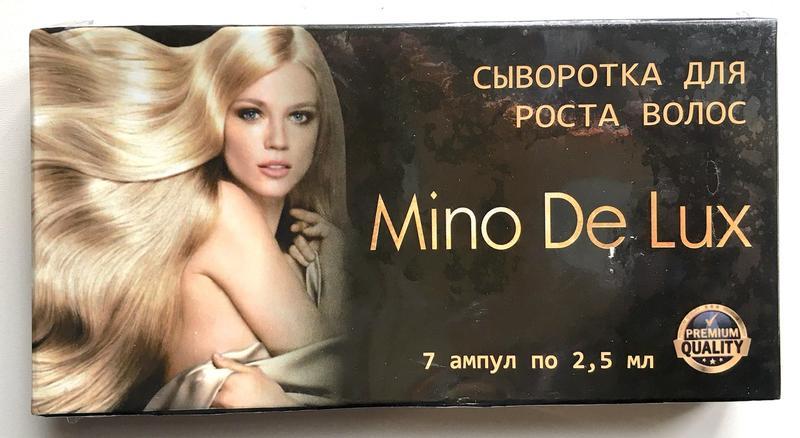 СЫВОРОТКА ДЛЯ
РОСТА ВОЛОС
Mino De Lux
7 ампул по 2,5 мл
PREMIUM
QUALITY